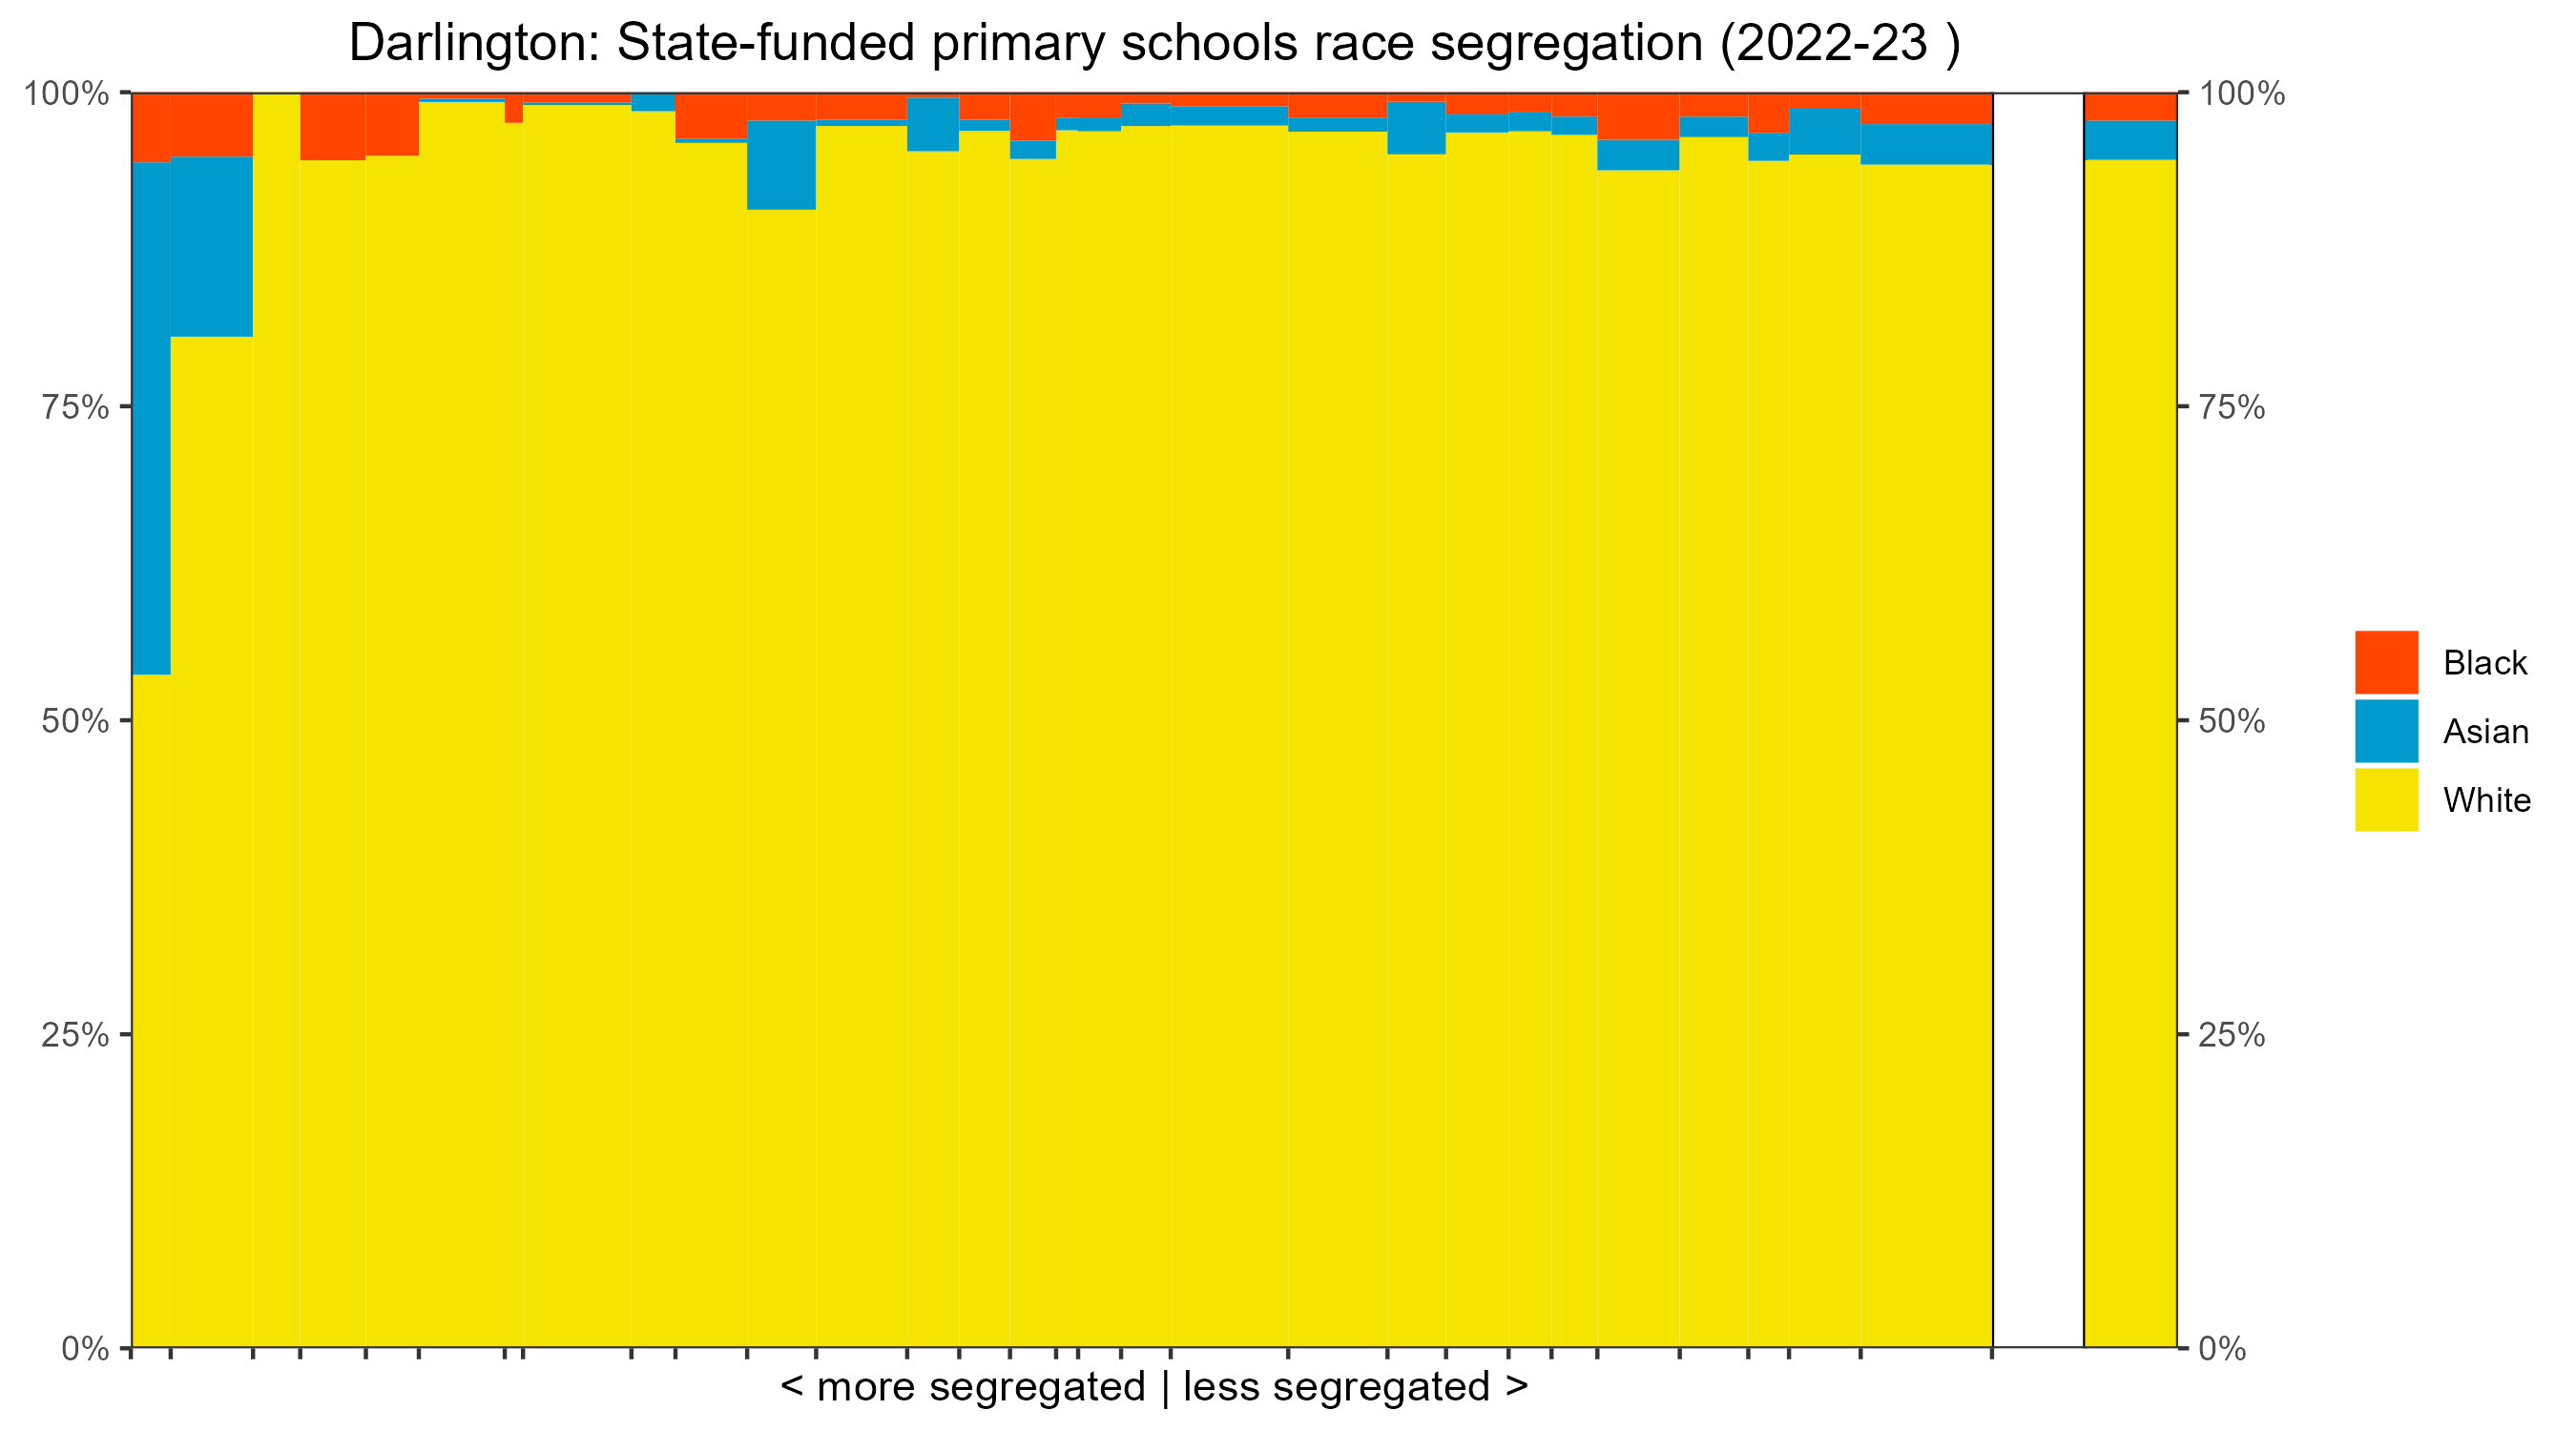 Darlington: State-funded primary schools race segregation (2022-23 )
100%
75%
50%
25%
0%
100%
75%
50%
25%
0%
Black
Asian
White
< more segregated | less segregated >